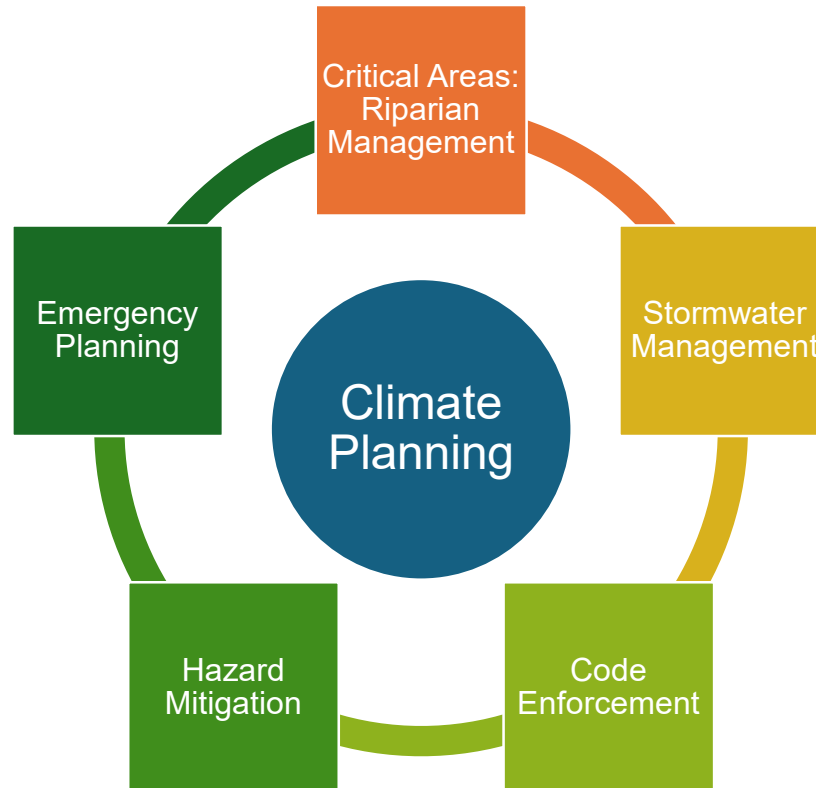 Critical Areas:
Riparian
Management
Stormwater
Management
Code
Enforcement
Hazard
Mitigation
Emergency
Planning
Climate
Planning